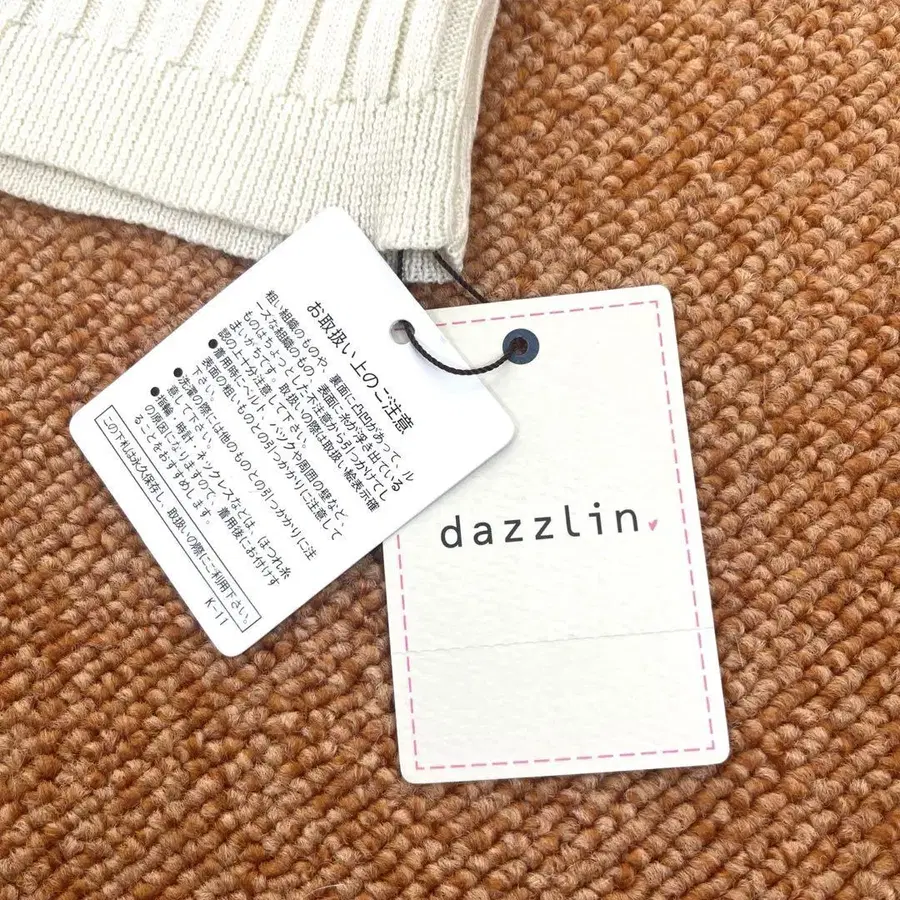 お取扱い上のご注意
粗い組織のものや、裏面に凸凹があって、ル
ーズな組織のもの、表面に糸が浮き出ている
ものはちょっとした不注意から引っかけてし
まいがちです。取扱いの際は取扱い絵表示確
認の上十分注意して下さい。
●着用時にベルト、バッグや周囲の壁など、
表面の粗いものとの引っかかりに注意して
下さい。
●洗濯の際には他のものとの引っかかりに注
意して下さい。
●指輪・時計・ネックレスなどは、ほつれ糸
の原因になりますので、着用後にお付けす
ることをおすすめします。
この下札は永久保存し、取扱いの際にご利用下さい。
K-11
dazzlin